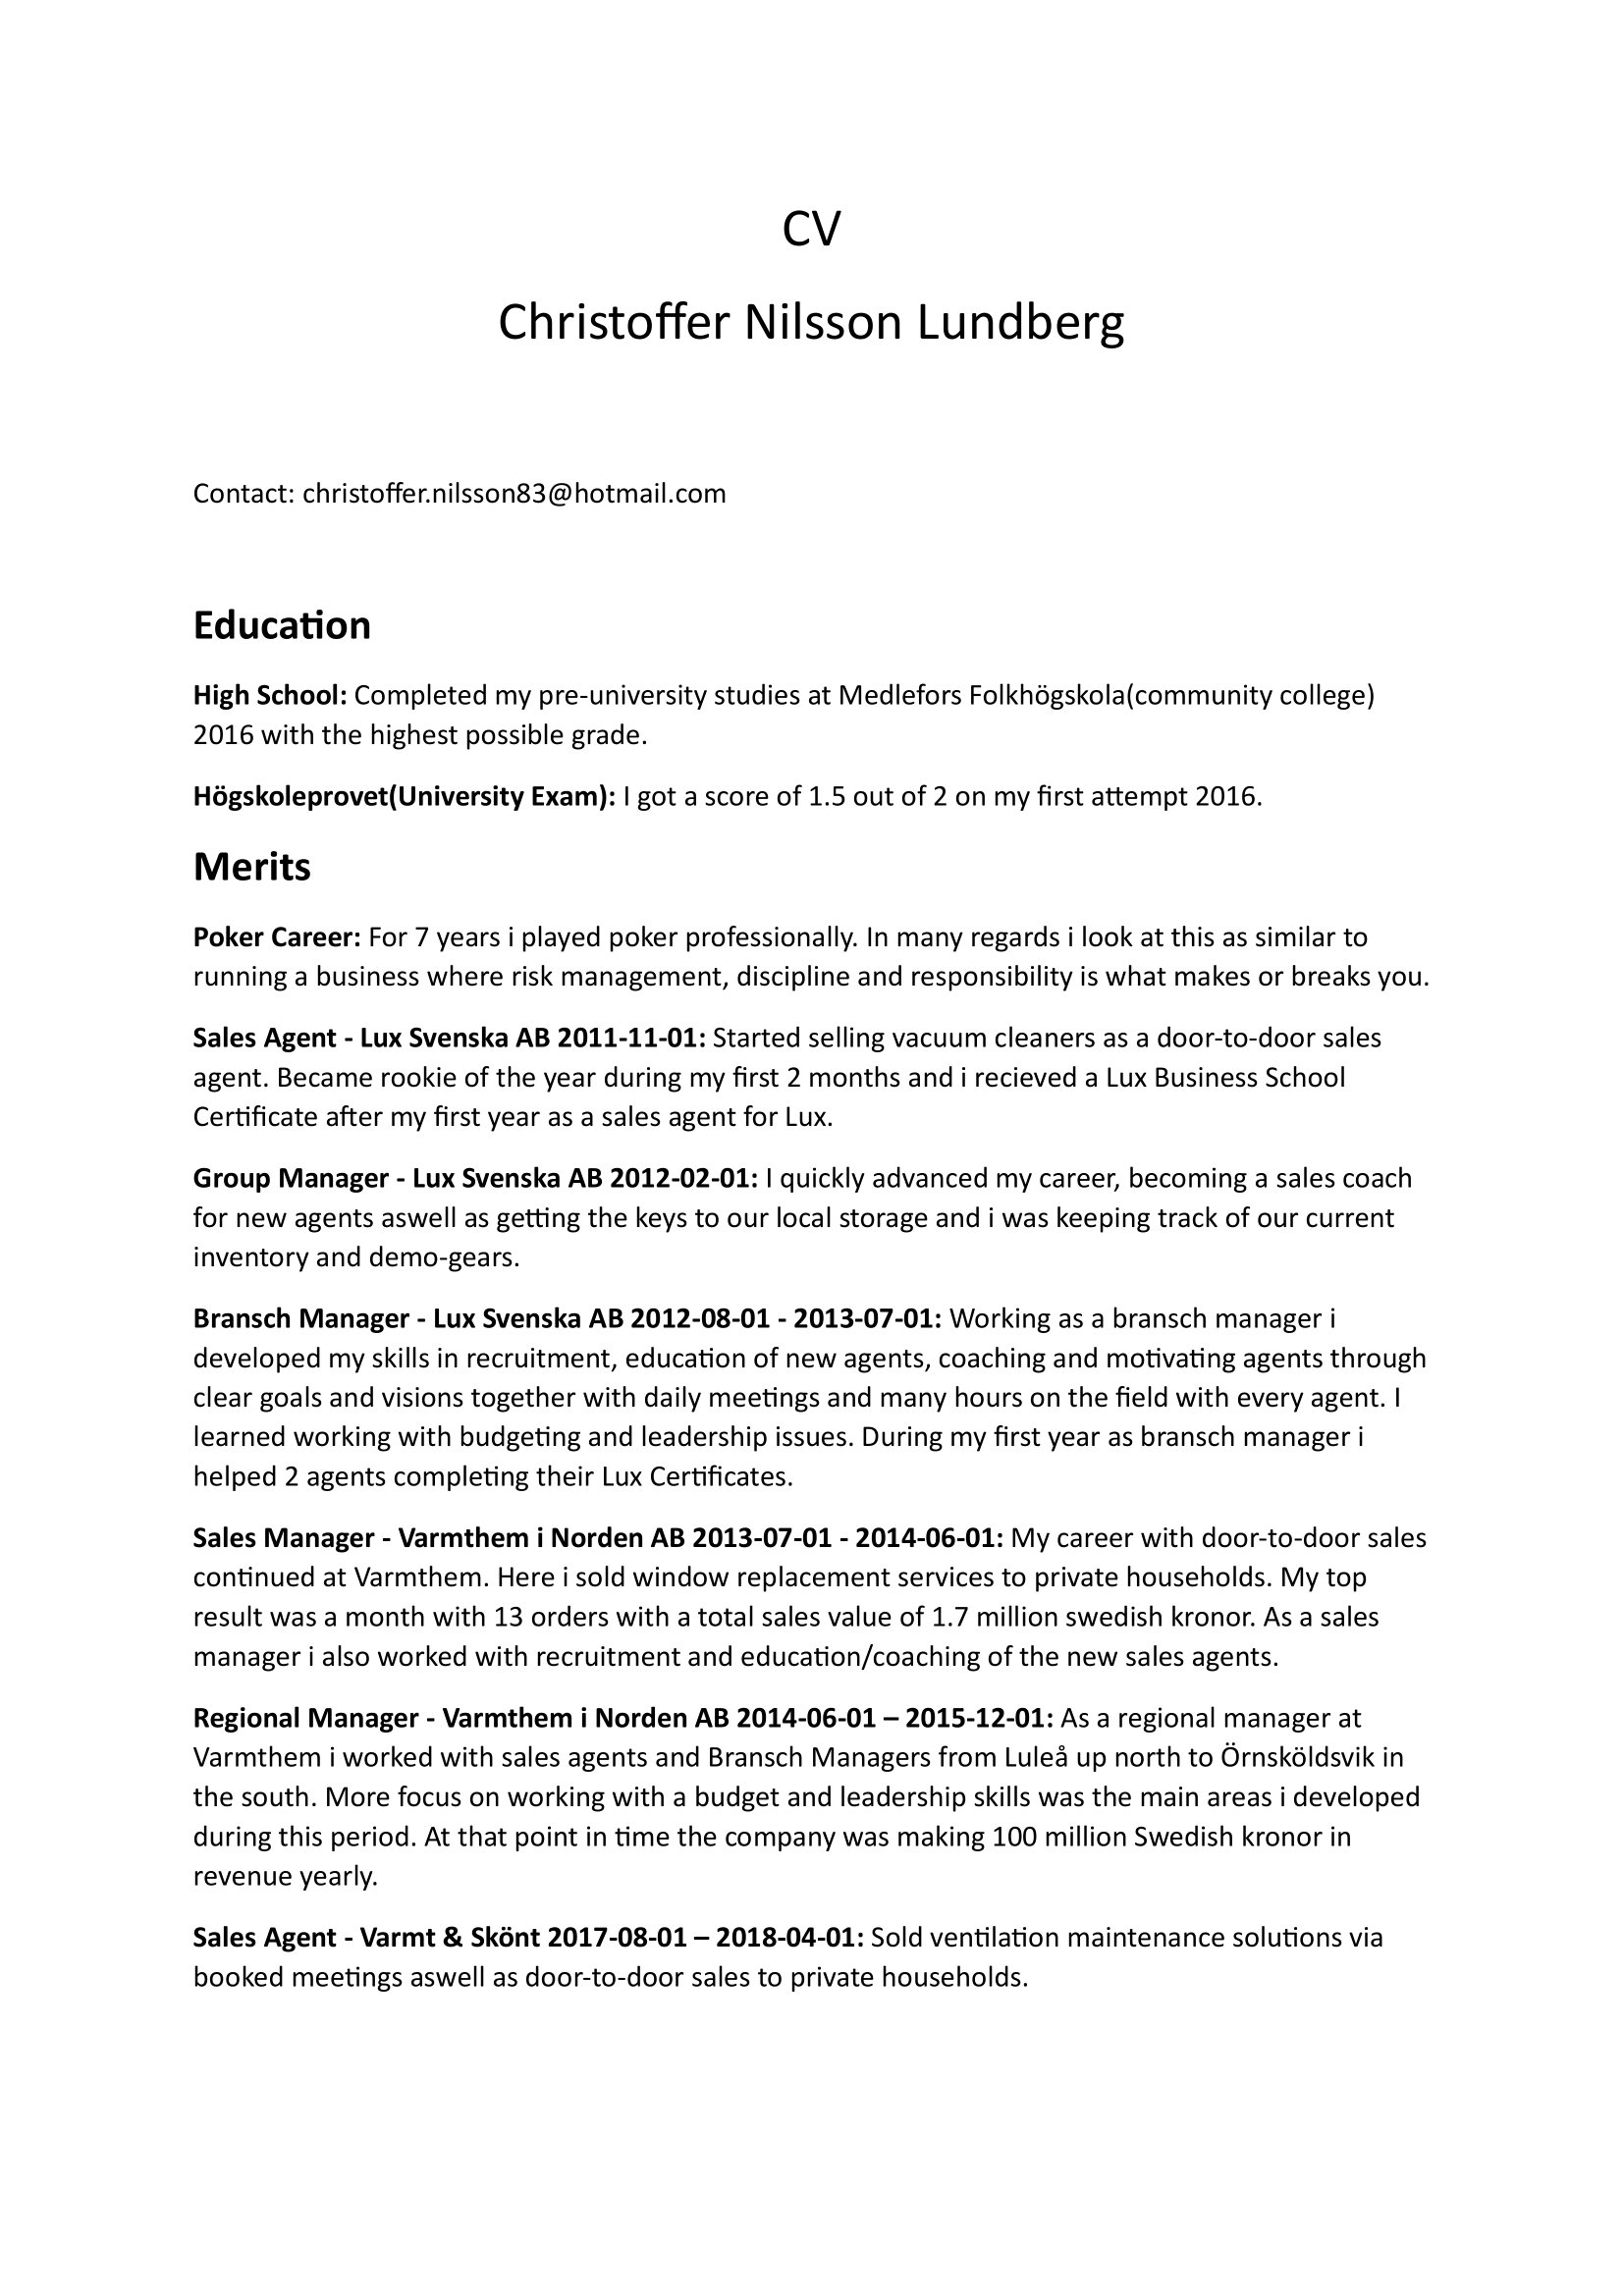 CV
Christoffer Nilsson Lundberg
Contact: christoffer.nilsson83@hotmail.com
Education
High School: Completed my pre-university studies at Medlefors Folkhögskola(community college)
2016 with the highest possible grade.
Högskoleprovet(University Exam): I got a score of 1.5 out of 2 on my first attempt 2016.
Merits
Poker Career: For 7 years i played poker professionally. In many regards i look at this as similar to
running a business where risk management, discipline and responsibility is what makes or breaks you.
Sales Agent - Lux Svenska AB 2011-11-01: Started selling vacuum cleaners as a door-to-door sales
agent. Became rookie of the year during my first 2 months and i recieved a Lux Business School
Certificate after my first year as a sales agent for Lux.
Group Manager - Lux Svenska AB 2012-02-01: I quickly advanced my career, becoming a sales coach
for new agents aswell as getting the keys to our local storage and i was keeping track of our current
inventory and demo-gears.
Bransch Manager - Lux Svenska AB 2012-08-01 - 2013-07-01: Working as a bransch manager i
developed my skills in recruitment, education of new agents, coaching and motivating agents through
clear goals and visions together with daily meetings and many hours on the field with every agent. I
learned working with budgeting and leadership issues. During my first year as bransch manager i
helped 2 agents completing their Lux Certificates.
Sales Manager - Varmthem i Norden AB 2013-07-01 - 2014-06-01: My career with door-to-door sales
continued at Varmthem. Here i sold window replacement services to private households. My top
result was a month with 13 orders with a total sales value of 1.7 million swedish kronor. As a sales
manager i also worked with recruitment and education/coaching of the new sales agents.
Regional Manager - Varmthem i Norden AB 2014-06-01 – 2015-12-01: As a regional manager at
Varmthem i worked with sales agents and Bransch Managers from Luleå up north to Örnsköldsvik in
the south. More focus on working with a budget and leadership skills was the main areas i developed
during this period. At that point in time the company was making 100 million Swedish kronor in
revenue yearly.
Sales Agent - Varmt & Skönt 2017-08-01 – 2018-04-01: Sold ventilation maintenance solutions via
booked meetings aswell as door-to-door sales to private households.